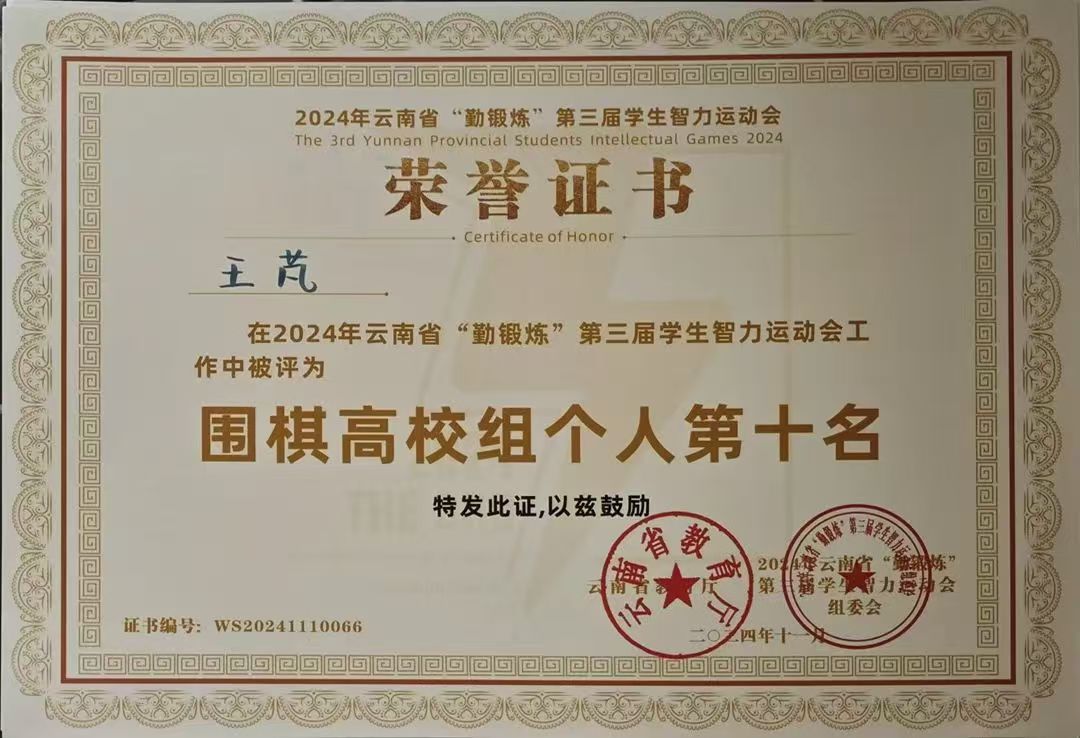 2024年云南省“勤锻炼”第三届学生智力运动会
The 3rd Yunnan Provincial Students Intellectual Games 2024
荣誉证书
Certificate of Honor
王芃
在2024年云南省“勤锻炼”第三届学生智力运动会工
作中被评为
围棋高校组个人第十名
特发此证,以兹鼓励
云南省教育厅
云南省教育厅
2024年云南省“勤锻炼”
第三届学生智力运动会
组委会
二〇二四年十一月
证书编号：WS20241110066